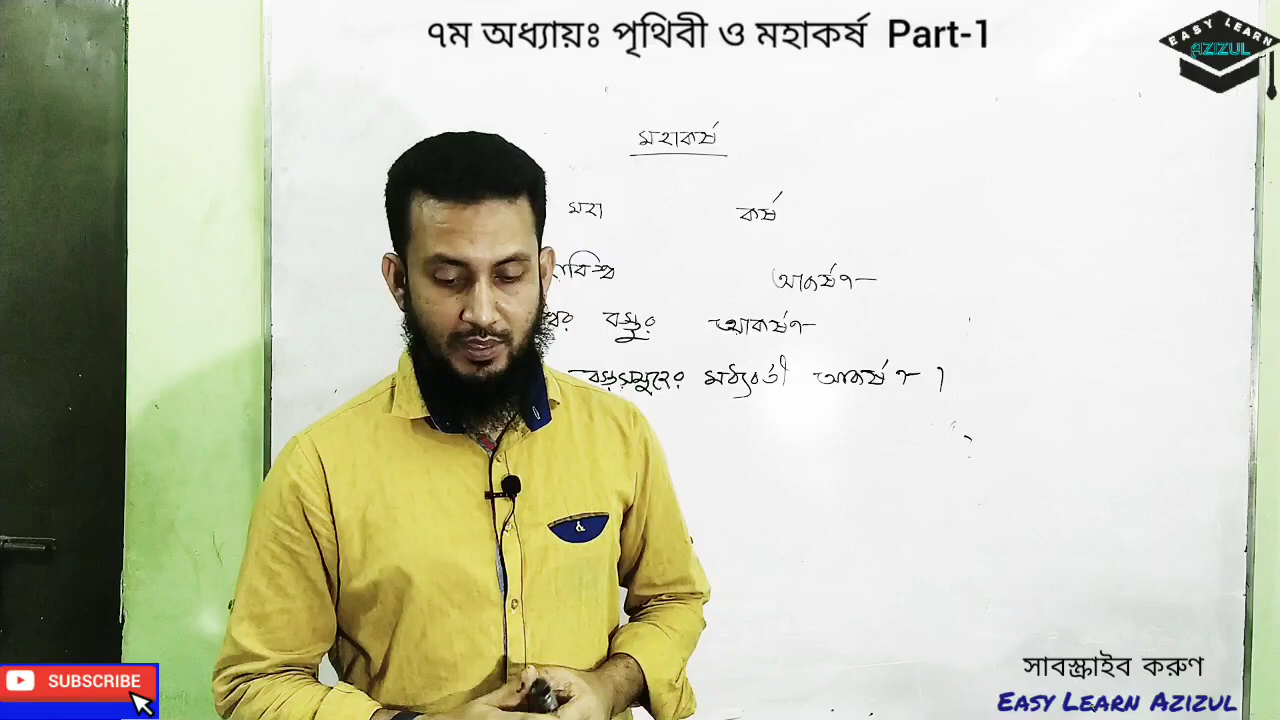 ৭ম অধ্যায়ঃ পৃথিবী ও মহাকর্ষ Part-1
EASY LEARN
AZIZUL
মহাকর্ষ
মহা কর্ষ
াবিশ্ব আকর্ষণ
শ্বের বস্তুর আকর্ষণ
বস্তুসমূহের মধ্যবর্তী আকর্ষণ ।
&
SUBSCRIBE
সাবস্ক্রাইব করুণ
EASY LEARN AZIZUL